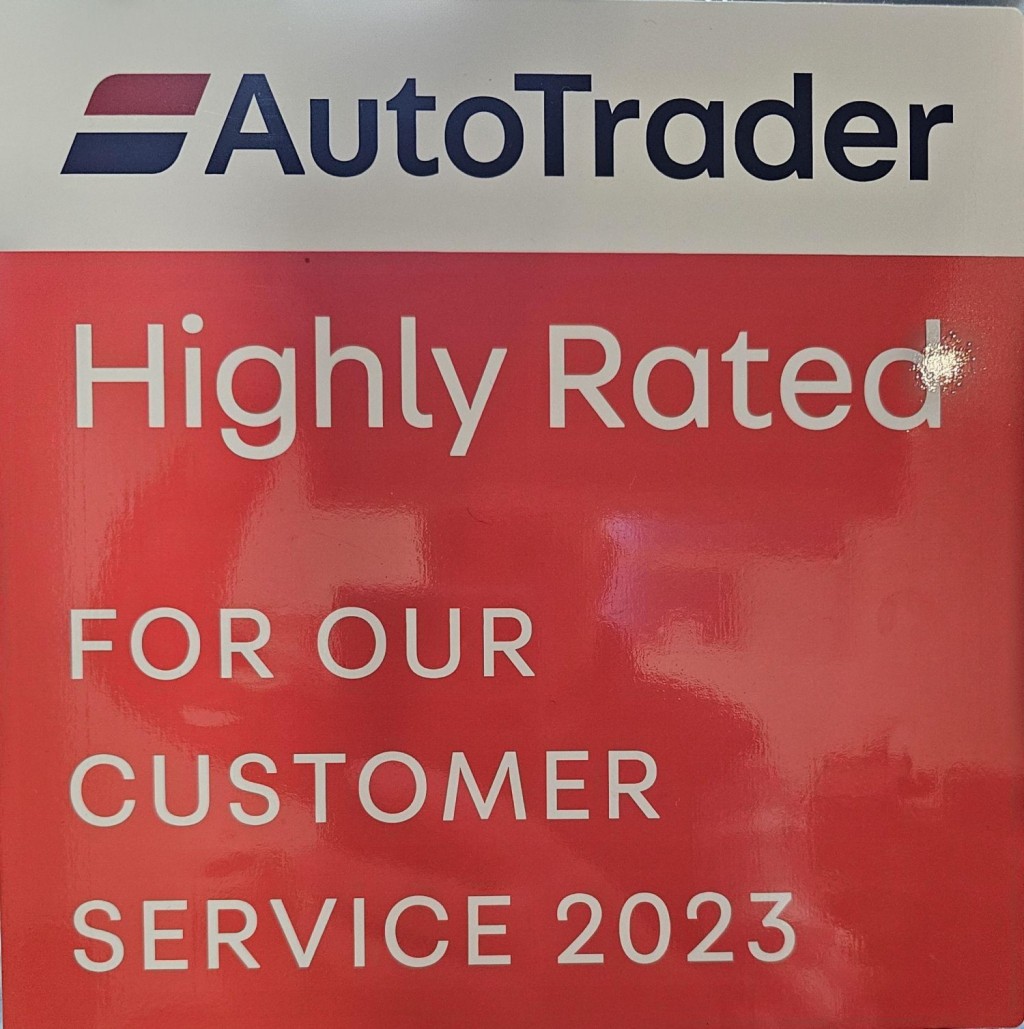 AutoTrader
Highly Rated
FOR OUR
CUSTOMER
SERVICE 2023